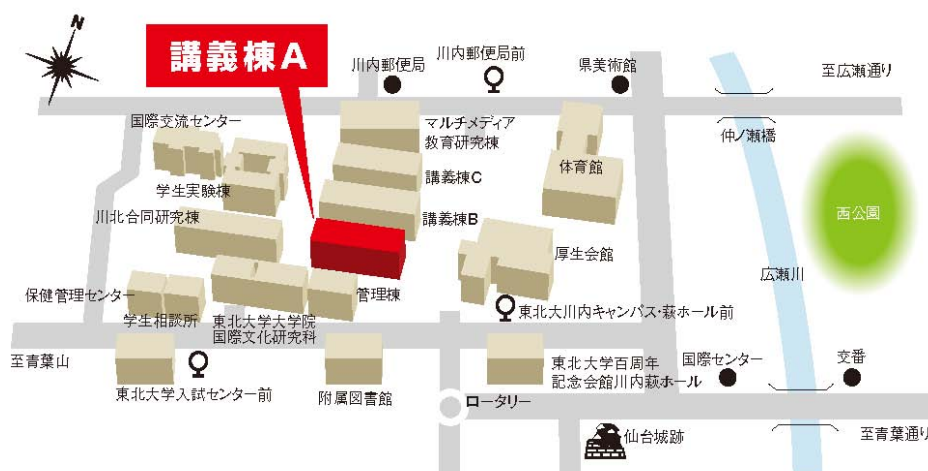 N
講義棟A
川内郵便局
川内郵便局前
県美術館
至広瀬通り
国際交流センター
マルチメディア
教育研究棟
仲ノ瀬橋
体育館
学生実験棟
講義棟C
川北合同研究棟
講義棟B
西公園
厚生会館
広瀬川
保健管理センター
管理棟
学生相談所
東北大学大学院
国際文化研究科
東北大川内キャンパス・萩ホール前
至青葉山
東北大学百周年
記念会館川内萩ホール
国際センター
交番
東北大学入試センター前
附属図書館
ロータリー
至青葉通り
仙台城跡